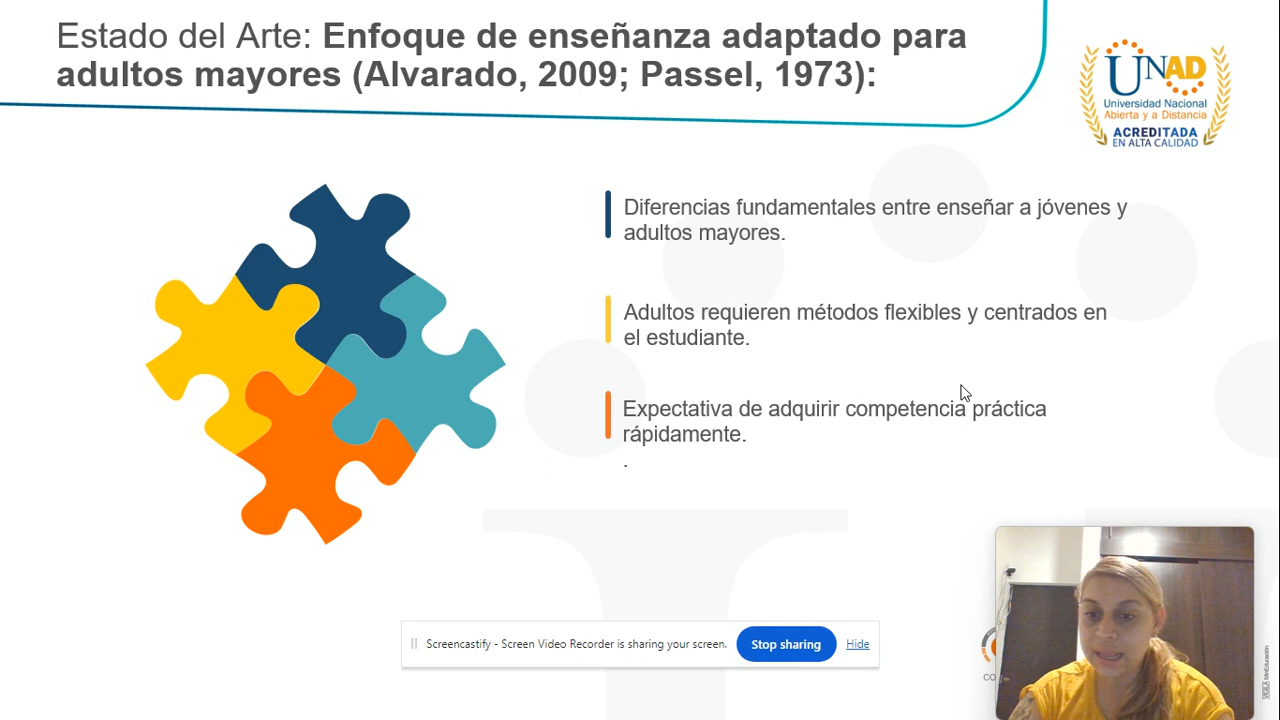 Estado del Arte: Enfoque de enseñanza adaptado para
adultos mayores (Alvarado, 2009; Passel, 1973):
UNAD
Universidad Nacional
Abierta y a Distancia
ACREDITADA
EN ALTA CALIDAD
Diferencias fundamentales entre enseñar a jóvenes y
adultos mayores.
Adultos requieren métodos flexibles y centrados en
el estudiante.
Expectativa de adquirir competencia práctica
rápidamente.
.
Screencastify - Screen Video Recorder is sharing your screen.
Stop sharing
Hide
VIGILADA MinEducación